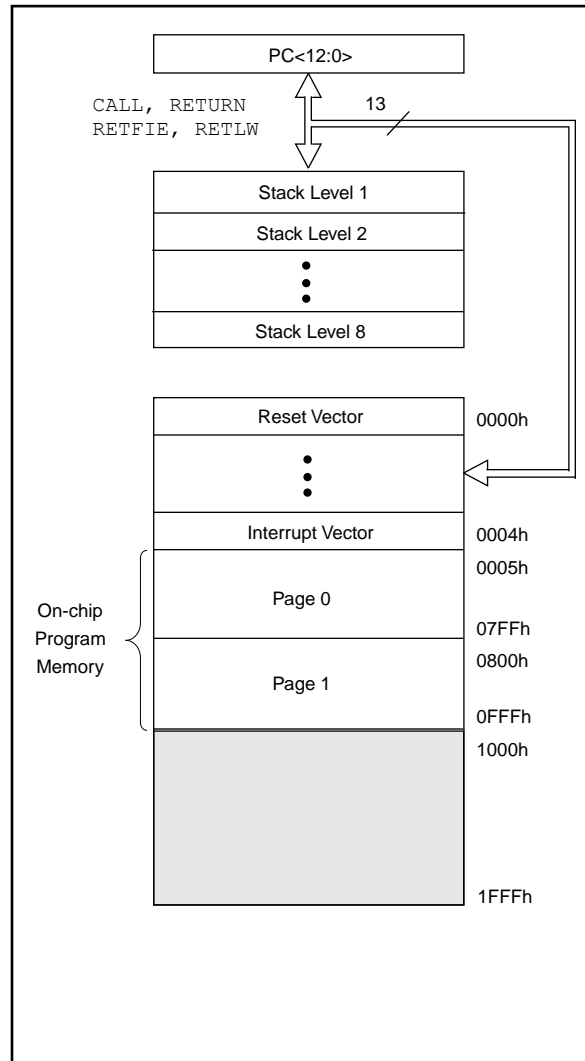 PC<12:0>
CALL, RETURN
RETFIE, RETLW
13
Stack Level 1
Stack Level 2
Stack Level 8
Reset Vector
0000h
Interrupt Vector
0004h
0005h
On-chip
Program
Memory
Page 0
07FFh
0800h
Page 1
0FFFh
1000h
1FFFh